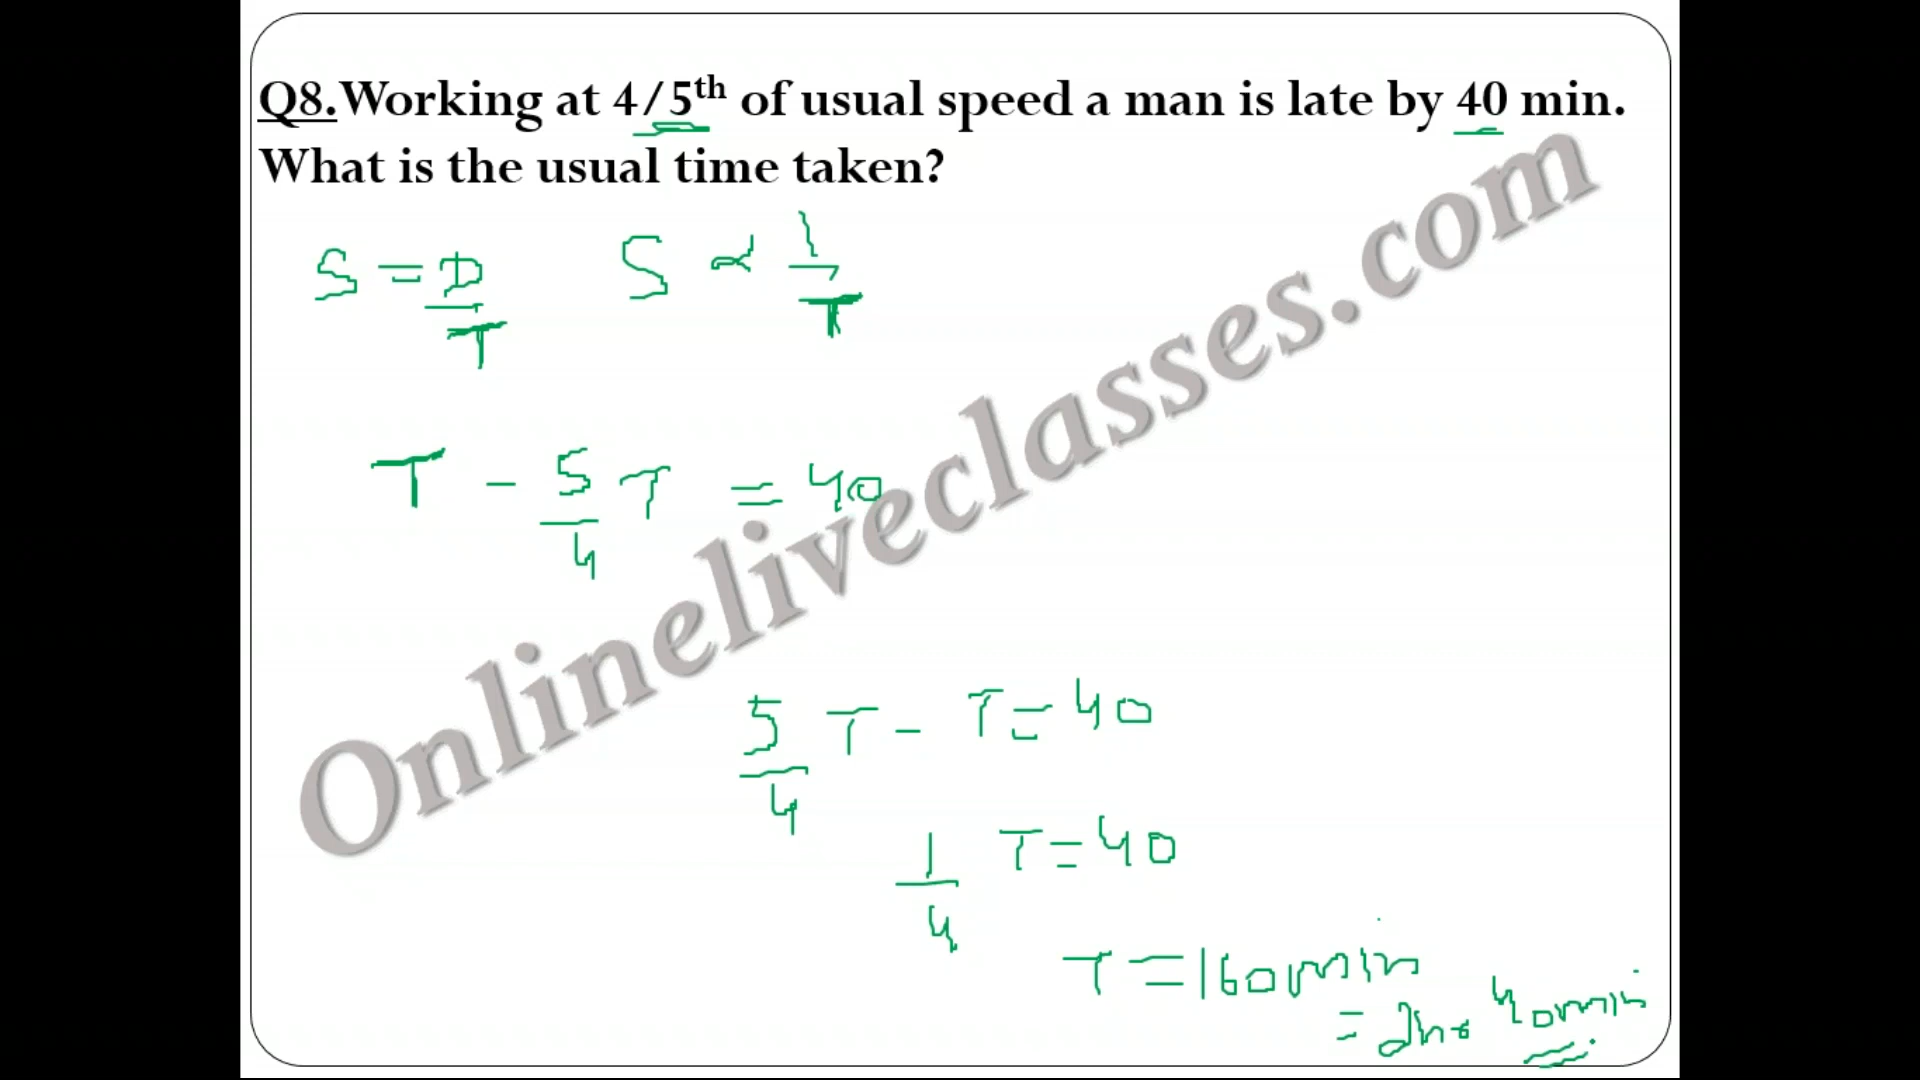 Q8.Working at 4/5th of usual speed a man is late by 40 min.
What is the usual time taken?
S = D/T S ∝ 1/T
T - 5/4 T = 40
5/4 T - T = 40
1/4 T = 40
T = 160 min
= 2hr 40min
Onlineliveclasses.com